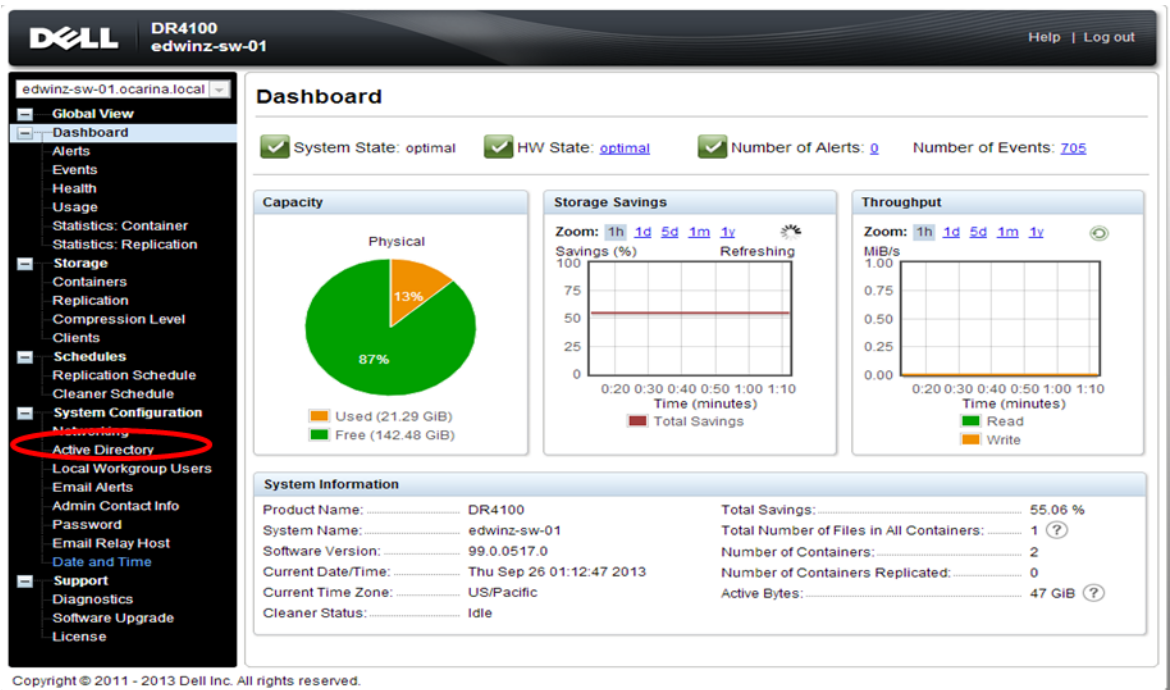 DELL
DR4100
edwinz-sw-01
Help | Log out
edwinz-sw-01.ocarina.local
Global View
Dashboard
Alerts
Events
Health
Usage
Statistics: Container
Statistics: Replication
Storage
Containers
Replication
Compression Level
Clients
Schedules
Replication Schedule
Cleaner Schedule
System Configuration
Networking
Active Directory
Local Workgroup Users
Email Alerts
Admin Contact Info
Password
Email Relay Host
Date and Time
Support
Diagnostics
Software Upgrade
License
Dashboard
System State: optimal HW State: optimal Number of Alerts: 0 Number of Events: 705
Capacity
Physical
13%
87%
Used (21.29 GiB)
Free (142.48 GiB)
Storage Savings
Zoom: 1h 1d 5d 1m 1y
Savings (%) Refreshing
100
75
50
25
0
0:20 0:30 0:40 0:50 1:00 1:10
Time (minutes)
Total Savings
Throughput
Zoom: 1h 1d 5d 1m 1y
MiB/s
1.00
0.75
0.50
0.25
0.00
0:20 0:30 0:40 0:50 1:00 1:10
Time (minutes)
Read
Write
System Information
Product Name: DR4100
System Name: edwinz-sw-01
Software Version: 99.0.0517.0
Current Date/Time: Thu Sep 26 01:12:47 2013
Current Time Zone: US/Pacific
Cleaner Status: Idle
Total Savings: 55.06 %
Total Number of Files in All Containers: 1 ?
Number of Containers: 2
Number of Containers Replicated: 0
Active Bytes: 47 GiB ?
Copyright © 2011 - 2013 Dell Inc. All rights reserved.